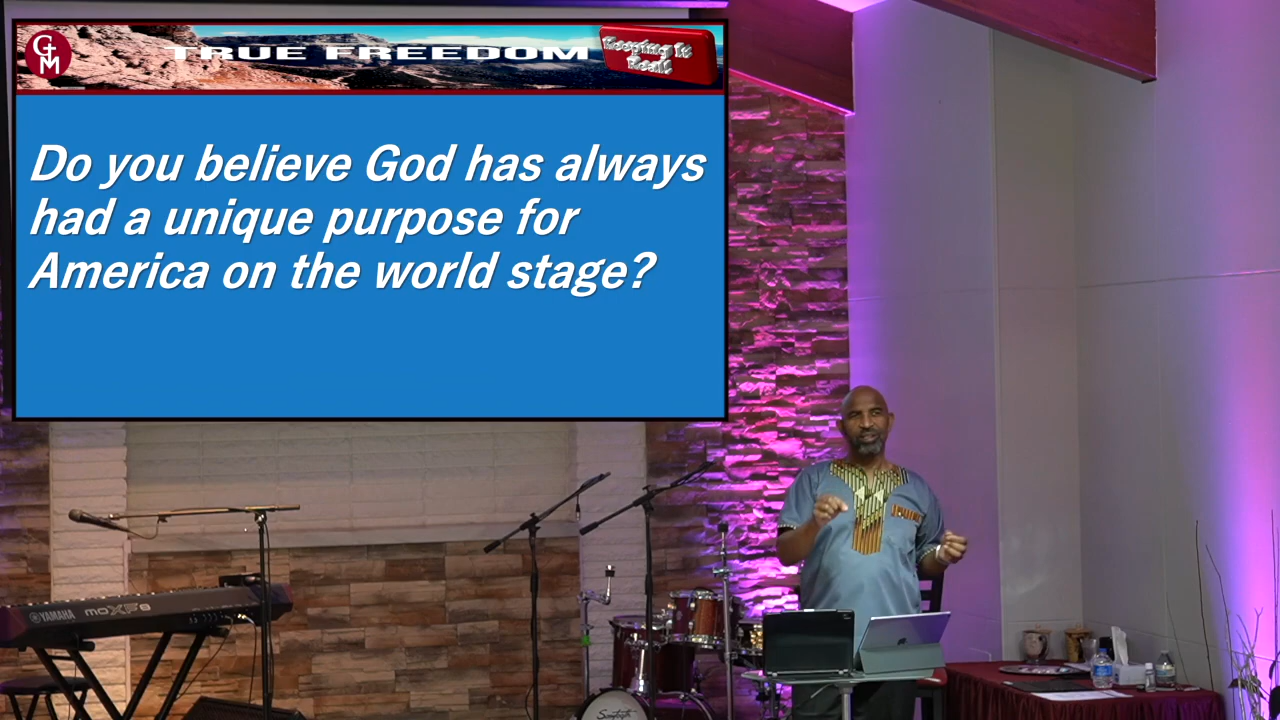 GTM
TRUE FREEDOM
Keeping It
Real!
Do you believe God has always
had a unique purpose for
America on the world stage?
YAMAHA
MOXF8